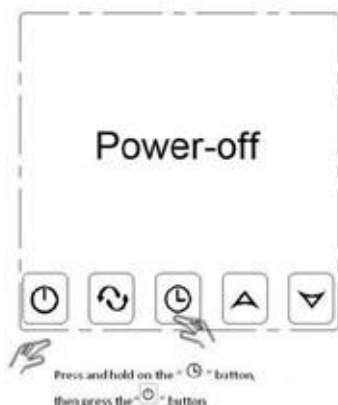 Power-off
Press and hold on the " " button,
then press the " " button